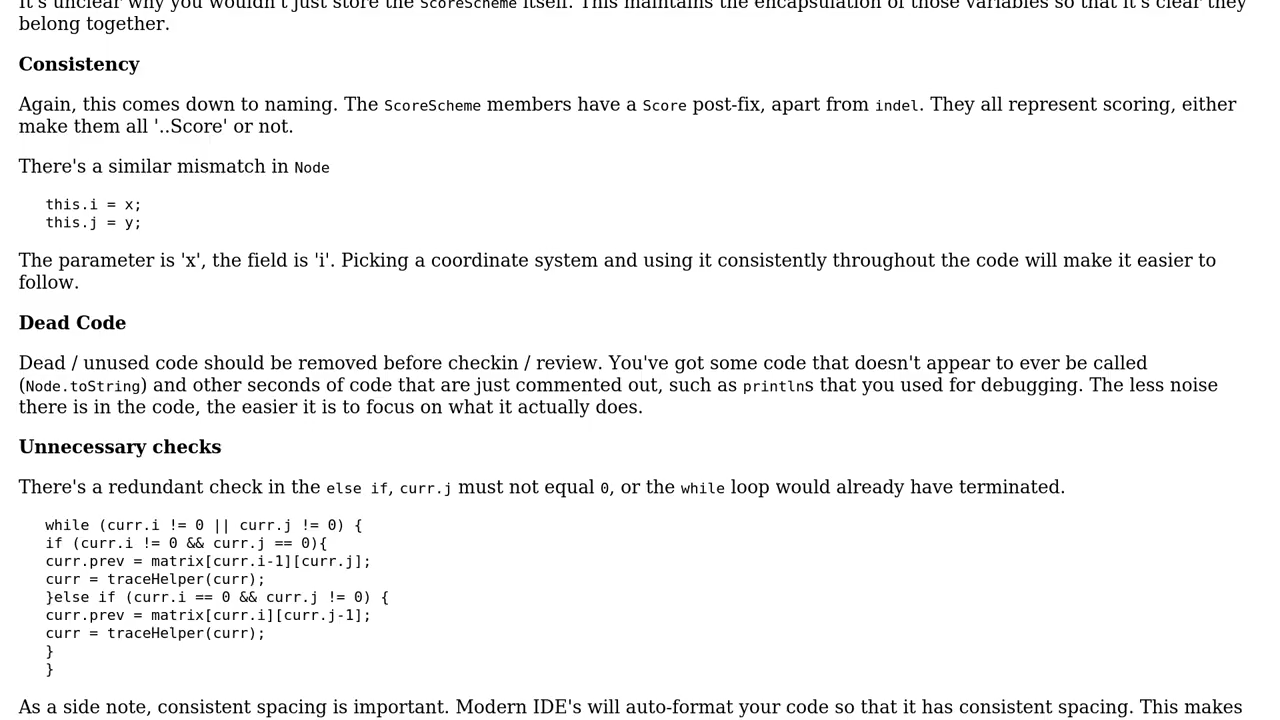 It's unclear why you wouldn't just store the ScoreScheme itself. This maintains the encapsulation of those variables so that it's clear they
belong together.
Consistency
Again, this comes down to naming. The ScoreScheme members have a Score post-fix, apart from indel. They all represent scoring, either
make them all '..Score' or not.
There's a similar mismatch in Node
this.i = x;
this.j = y;
The parameter is 'x', the field is 'i'. Picking a coordinate system and using it consistently throughout the code will make it easier to
follow.
Dead Code
Dead / unused code should be removed before checkin / review. You've got some code that doesn't appear to ever be called
(Node.toString) and other seconds of code that are just commented out, such as printlns that you used for debugging. The less noise
there is in the code, the easier it is to focus on what it actually does.
Unnecessary checks
There's a redundant check in the else if, curr.j must not equal 0, or the while loop would already have terminated.
while (curr.i != 0 || curr.j != 0) {
if (curr.i != 0 && curr.j == 0){
curr.prev = matrix[curr.i-1][curr.j];
curr = traceHelper(curr);
}else if (curr.i == 0 && curr.j != 0) {
curr.prev = matrix[curr.i][curr.j-1];
curr = traceHelper(curr);
}
}
As a side note, consistent spacing is important. Modern IDE's will auto-format your code so that it has consistent spacing. This makes